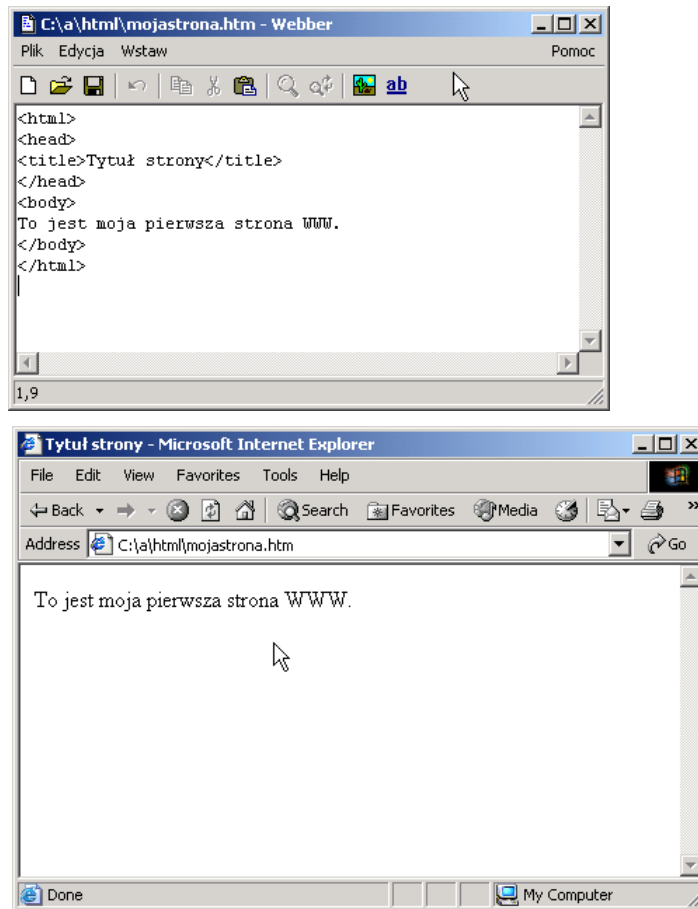 C:\a\html\mojastrona.htm - Webber
Plik Edycja Wstaw Pomoc
ab
<html>
<head>
<title>Tytuł strony</title>
</head>
<body>
To jest moja pierwsza strona WWW.
</body>
</html>
1,9
Tytuł strony - Microsoft Internet Explorer
File Edit View Favorites Tools Help
Back Search Favorites Media »
Address C:\a\html\mojastrona.htm Go
To jest moja pierwsza strona WWW.
Done My Computer